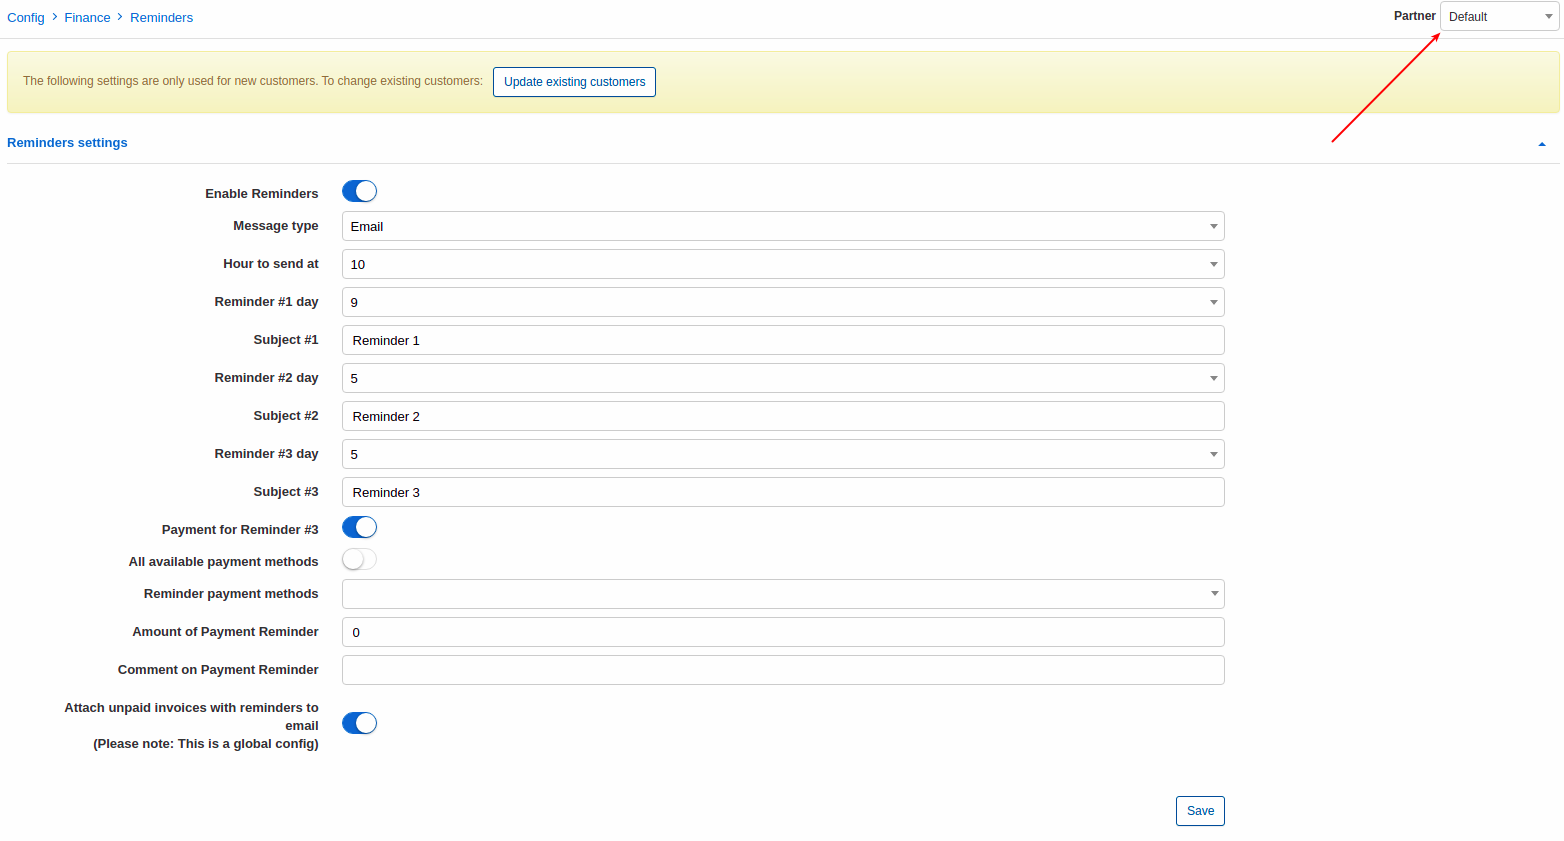 Config > Finance > Reminders
Partner Default
The following settings are only used for new customers. To change existing customers: Update existing customers
Reminders settings
Enable Reminders
Message type Email
Hour to send at 10
Reminder #1 day 9
Subject #1 Reminder 1
Reminder #2 day 5
Subject #2 Reminder 2
Reminder #3 day 5
Subject #3 Reminder 3
Payment for Reminder #3
All available payment methods
Reminder payment methods
Amount of Payment Reminder 0
Comment on Payment Reminder
Attach unpaid invoices with reminders to
email
(Please note: This is a global config)
Save